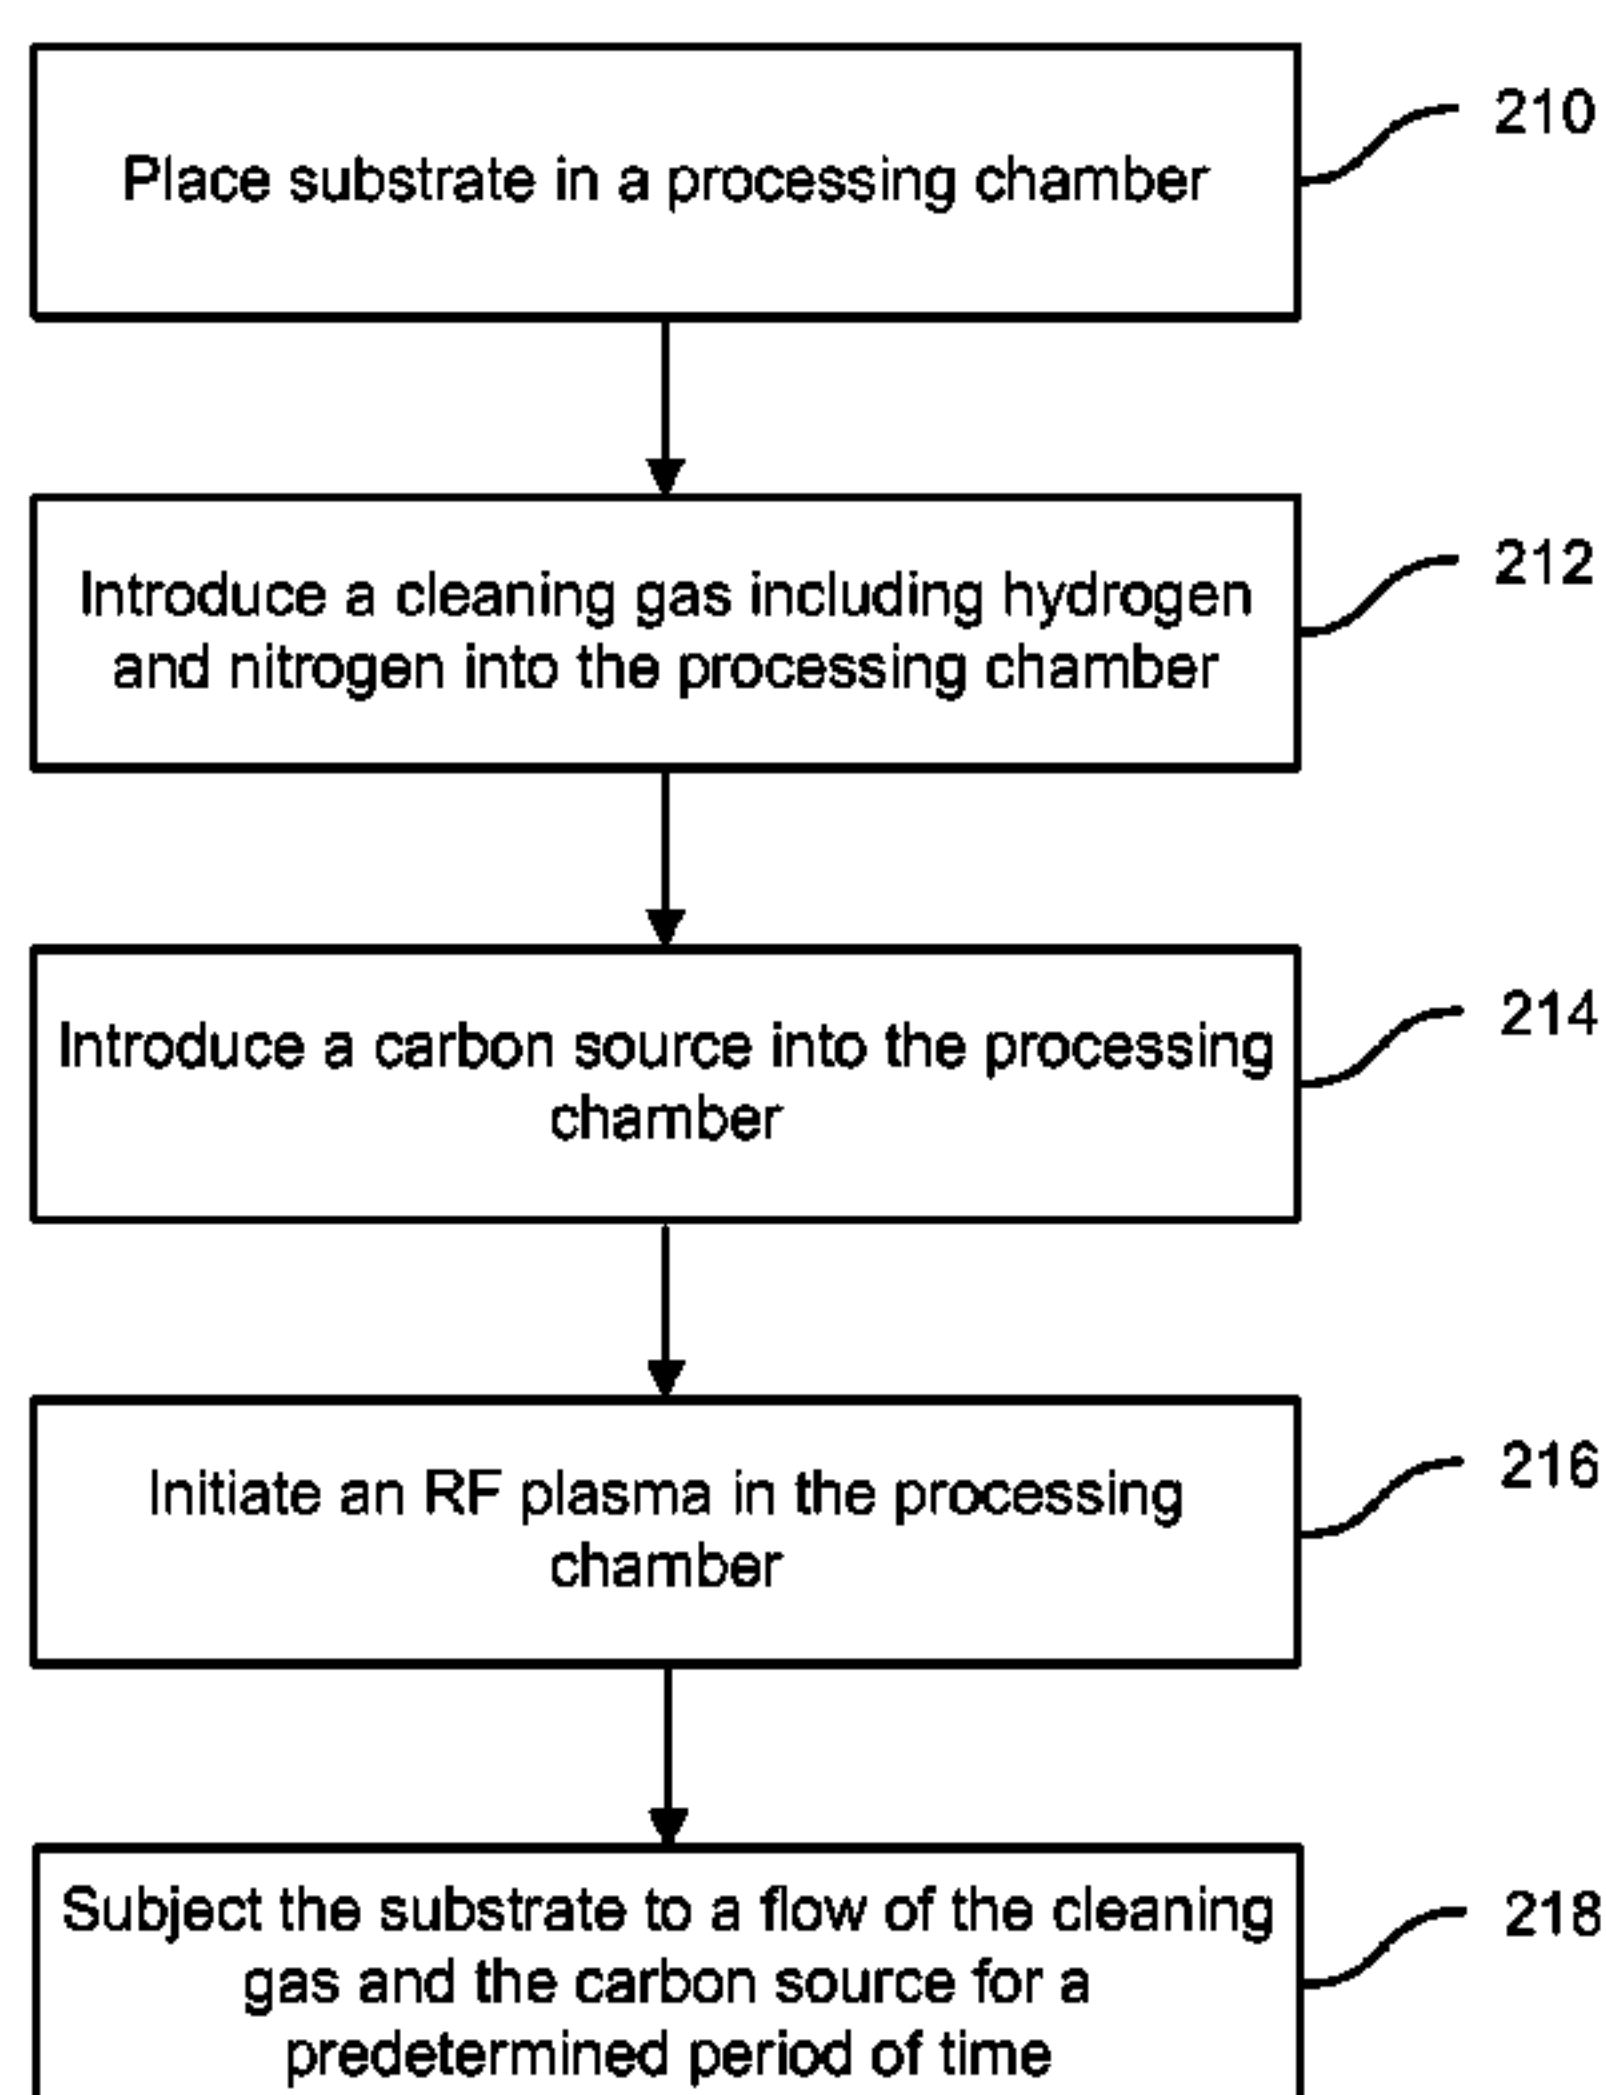 Place substrate in a processing chamber
210
Introduce a cleaning gas including hydrogen
and nitrogen into the processing chamber
212
Introduce a carbon source into the processing
chamber
214
Initiate an RF plasma in the processing
chamber
216
Subject the substrate to a flow of the cleaning
gas and the carbon source for a
predetermined period of time
218